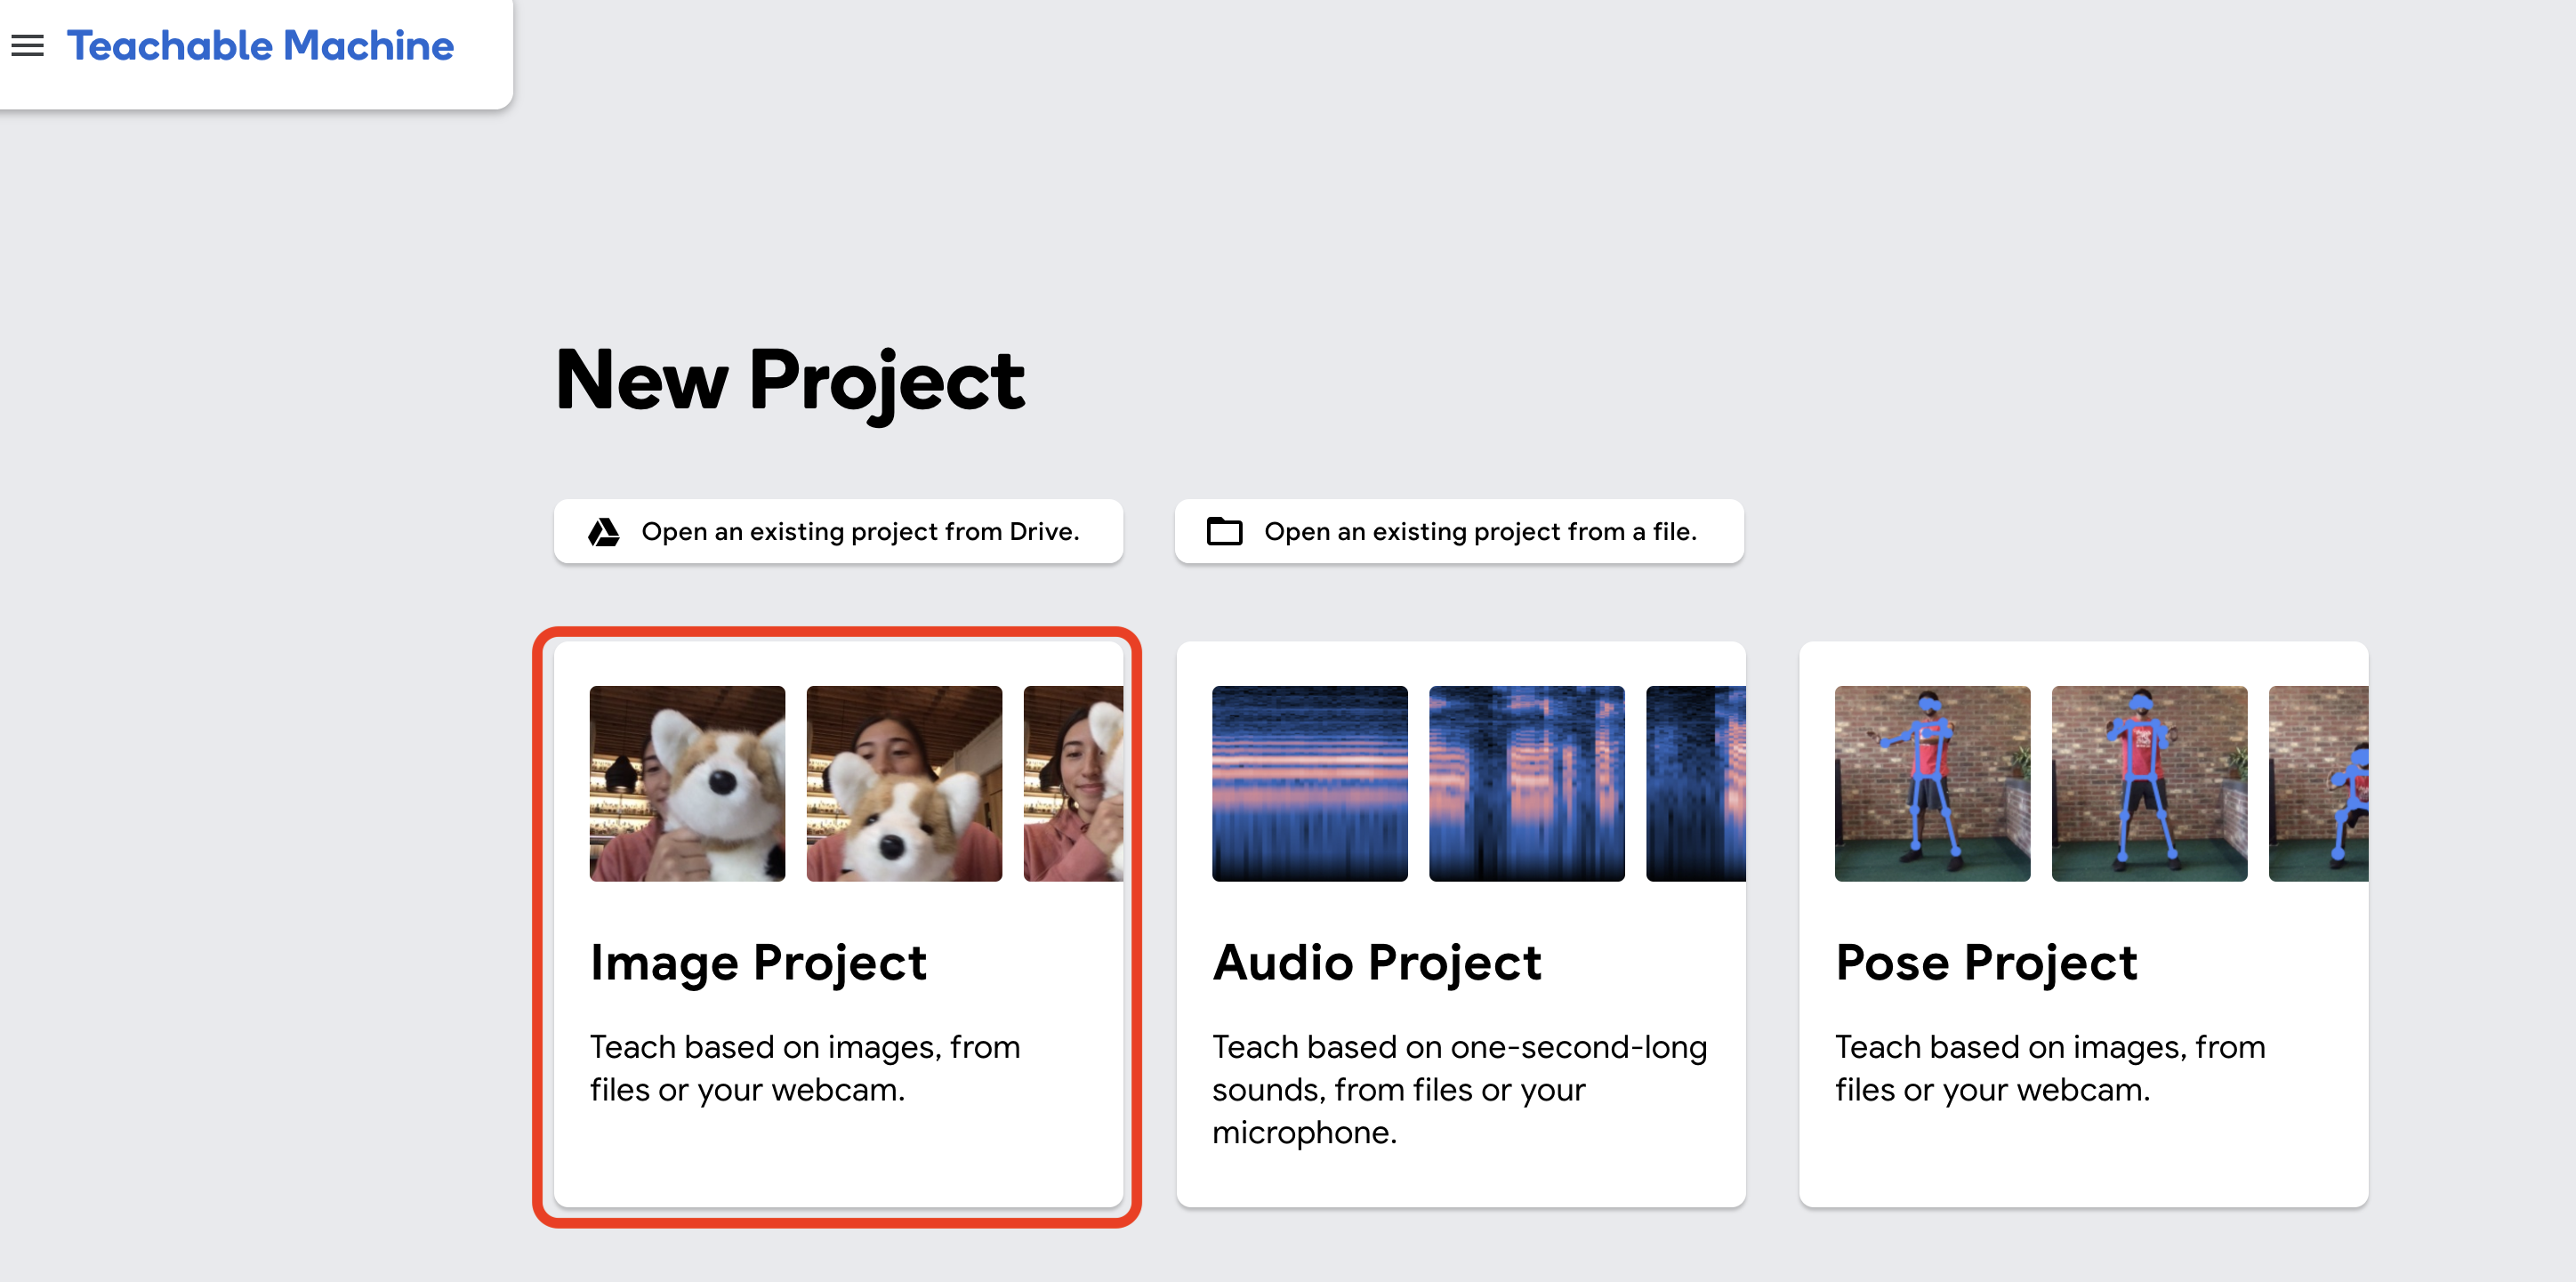 Teachable Machine
New Project
Open an existing project from Drive.
Open an existing project from a file.
Image Project
Teach based on images, from
files or your webcam.
Audio Project
Teach based on one-second-long
sounds, from files or your
microphone.
Pose Project
Teach based on images, from
files or your webcam.